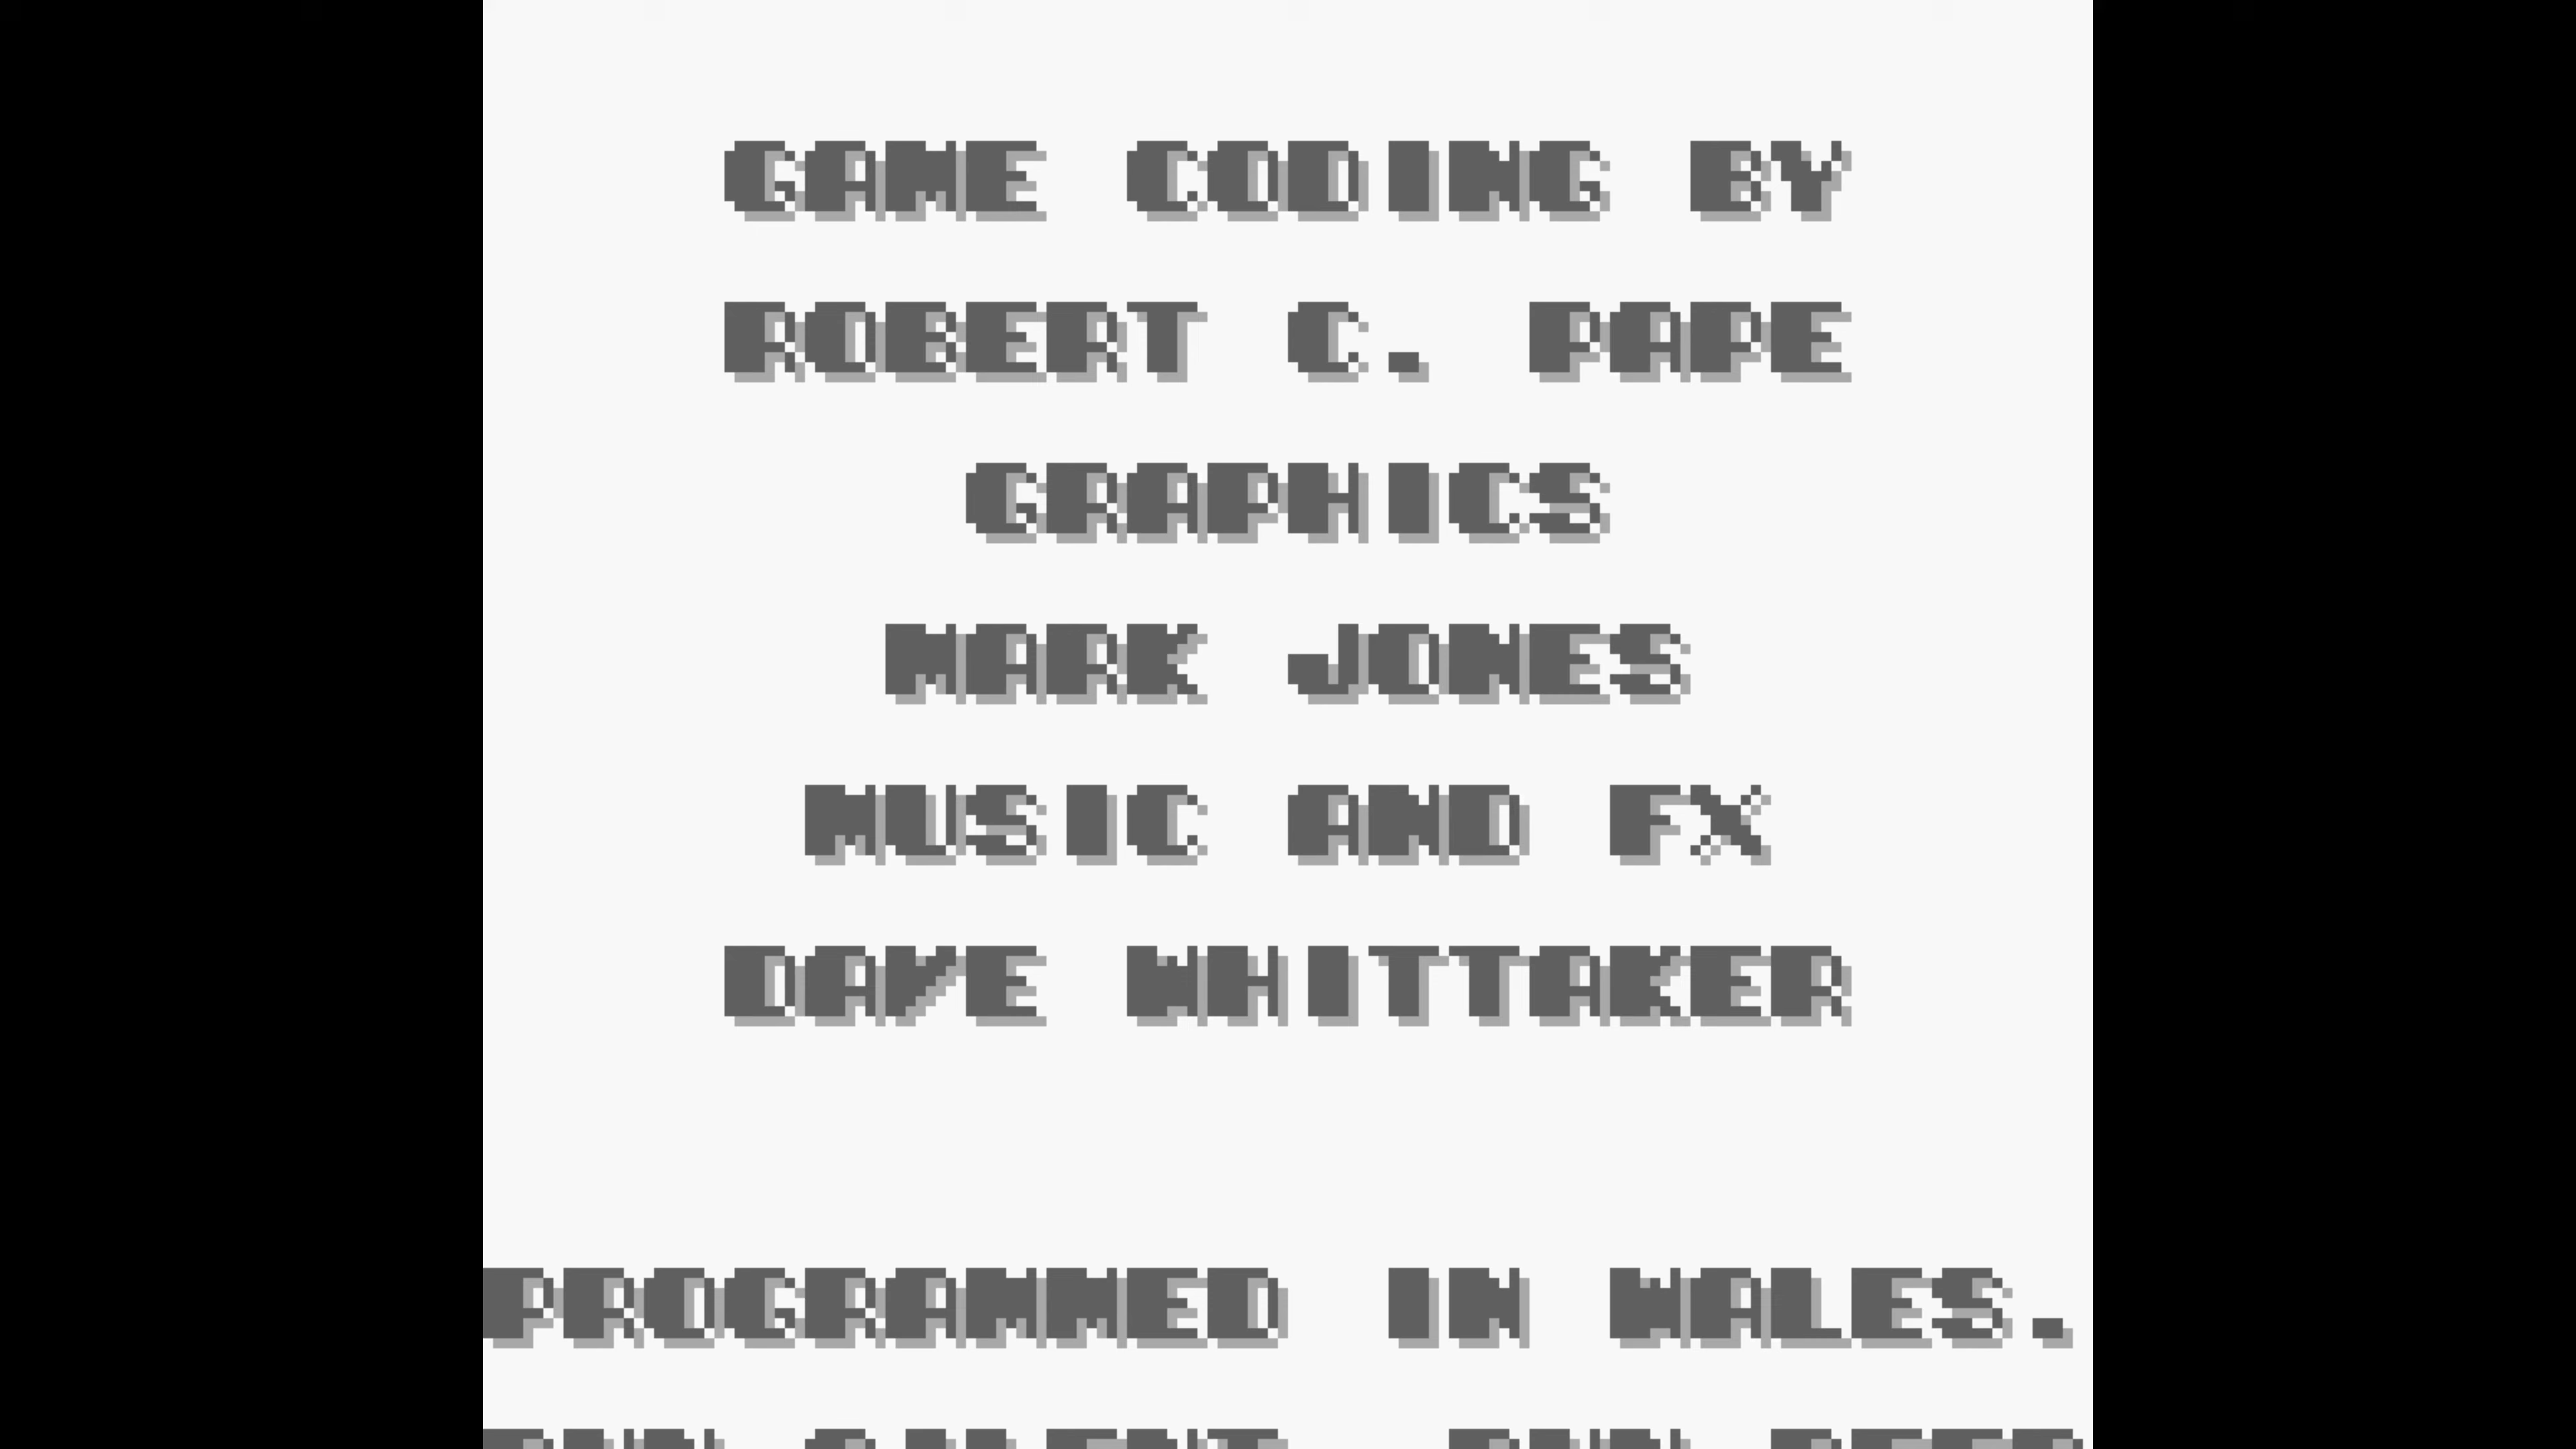 GAME CODING BY
ROBERT C. PAPE
GRAPHICS
MARK JONES
MUSIC AND FX
DAVE WHITTAKER
PROGRAMMED IN WALES.